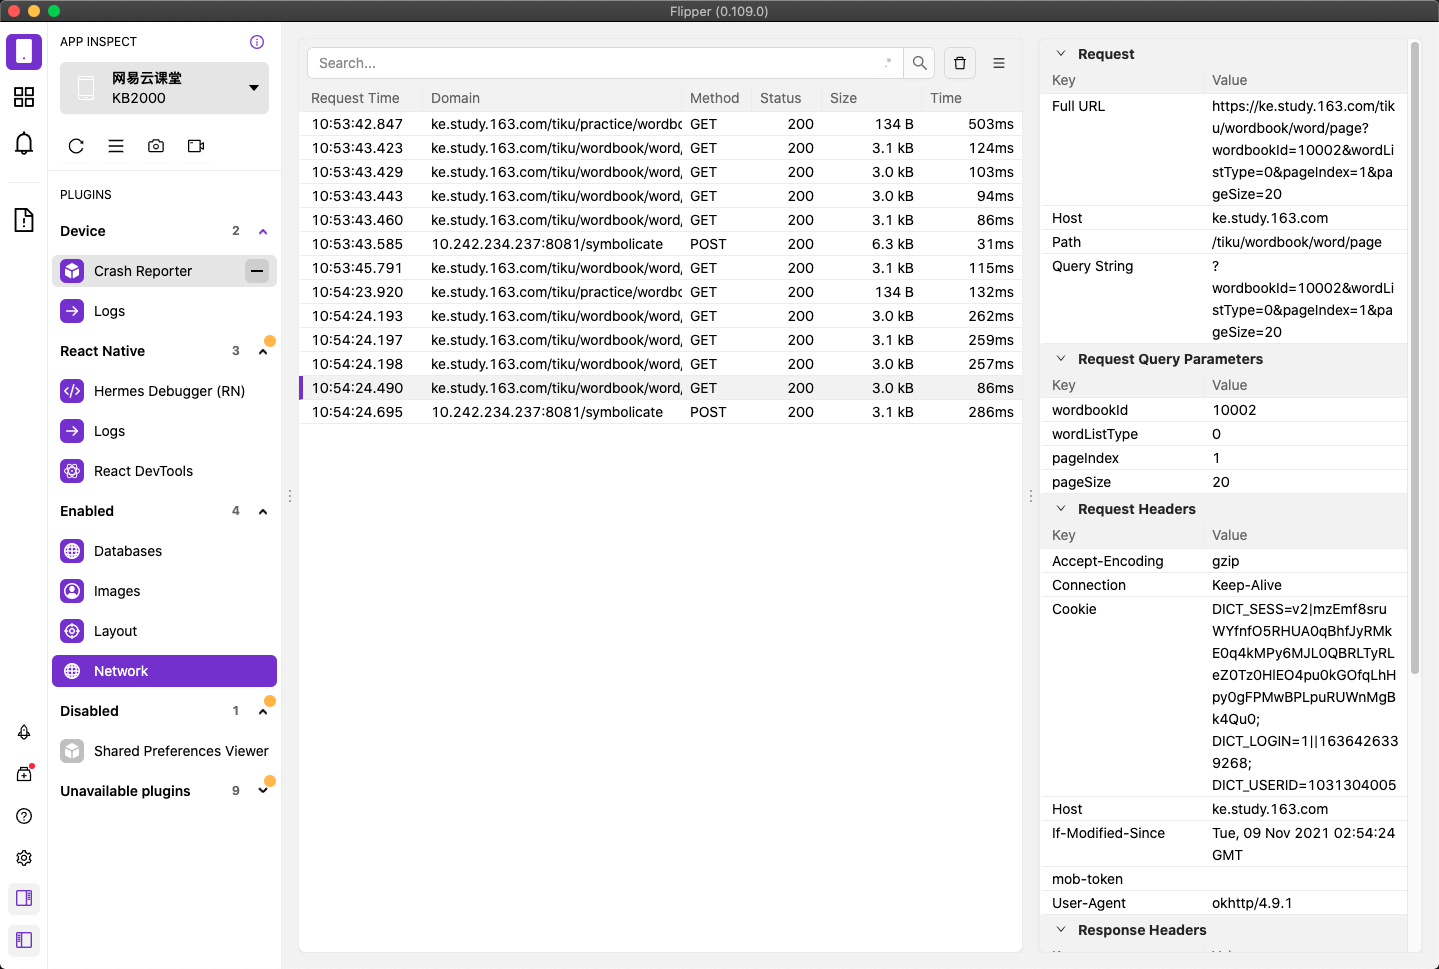 Flipper (0.109.0)
APP INSPECT
网易云课堂
KB2000
PLUGINS
Device 2
Crash Reporter
Logs
React Native 3
Hermes Debugger (RN)
Logs
React DevTools
Enabled 4
Databases
Images
Layout
Network
Disabled 1
Shared Preferences Viewer
Unavailable plugins 9
Search...
.*
Request Time Domain Method Status Size Time
10:53:42.847 ke.study.163.com/tiku/practice/wordbo GET 200 134 B 503ms
10:53:43.423 ke.study.163.com/tiku/wordbook/word, GET 200 3.1 kB 124ms
10:53:43.429 ke.study.163.com/tiku/wordbook/word, GET 200 3.0 kB 103ms
10:53:43.443 ke.study.163.com/tiku/wordbook/word, GET 200 3.0 kB 94ms
10:53:43.460 ke.study.163.com/tiku/wordbook/word, GET 200 3.1 kB 86ms
10:53:43.585 10.242.234.237:8081/symbolicate POST 200 6.3 kB 31ms
10:53:45.791 ke.study.163.com/tiku/wordbook/word, GET 200 3.1 kB 115ms
10:54:23.920 ke.study.163.com/tiku/practice/wordbo GET 200 134 B 132ms
10:54:24.193 ke.study.163.com/tiku/wordbook/word, GET 200 3.0 kB 262ms
10:54:24.197 ke.study.163.com/tiku/wordbook/word, GET 200 3.1 kB 259ms
10:54:24.198 ke.study.163.com/tiku/wordbook/word, GET 200 3.0 kB 257ms
10:54:24.490 ke.study.163.com/tiku/wordbook/word, GET 200 3.0 kB 86ms
10:54:24.695 10.242.234.237:8081/symbolicate POST 200 3.1 kB 286ms
Request
Key Value
Full URL https://ke.study.163.com/tik
u/wordbook/word/page?
wordbookId=10002&wordLi
stType=0&pageIndex=1&pa
geSize=20
Host ke.study.163.com
Path /tiku/wordbook/word/page
Query String ?
wordbookId=10002&wordLi
stType=0&pageIndex=1&pa
geSize=20
Request Query Parameters
Key Value
wordbookId 10002
wordListType 0
pageIndex 1
pageSize 20
Request Headers
Key Value
Accept-Encoding gzip
Connection Keep-Alive
Cookie DICT_SESS=v2|mzEmf8sru
WYfnfO5RHUA0qBhfJyRMk
E0q4kMPy6MJL0QBRLTyRL
eZ0Tz0HlEO4pu0kGOfqLhH
py0gFPMwBPLpuRUWnMgB
k4Qu0;
DICT_LOGIN=1||163642633
9268;
DICT_USERID=1031304005
Host ke.study.163.com
If-Modified-Since Tue, 09 Nov 2021 02:54:24
GMT
mob-token
User-Agent okhttp/4.9.1
Response Headers